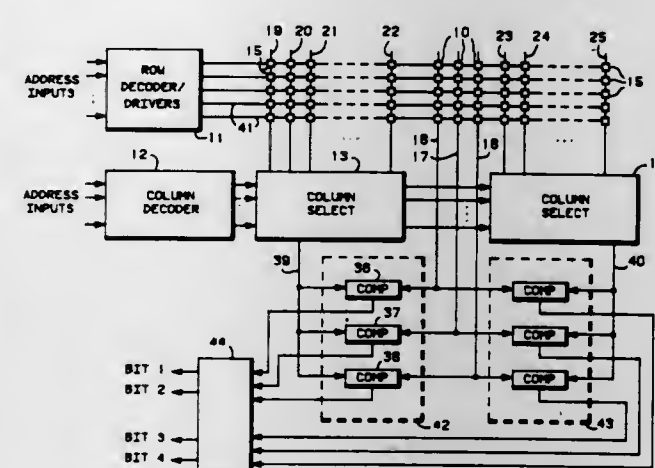 19 20 21 22 10 23 24 25
15
ADDRESS
INPUTS
ROW
DECODER/
DRIVERS
15
41
11
16
17
18
12
13
1
ADDRESS
INPUTS
COLUMN
DECODER
COLUMN
SELECT
COLUMN
SELECT
39
40
36
COMP
COMP
37
COMP
COMP
38
COMP
COMP
44
BIT 1
BIT 2
42
43
BIT 3
BIT 4